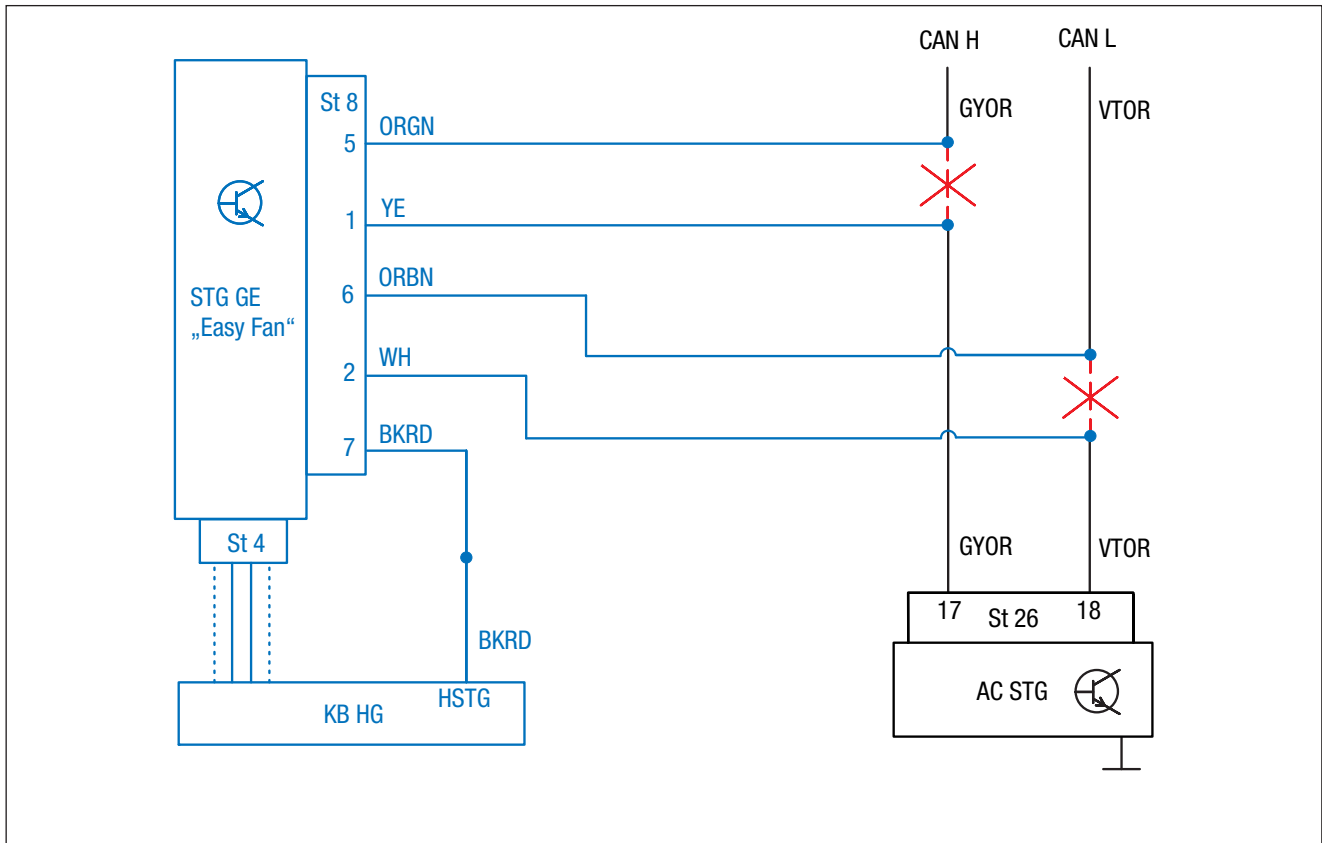 CAN H
CAN L
GYOR
VTOR
St 8
5
ORGN
1
YE
6
ORBN
STG GE
„Easy Fan“
2
WH
7
BKRD
St 4
GYOR
VTOR
17
St 26
18
BKRD
HSTG
KB HG
AC STG